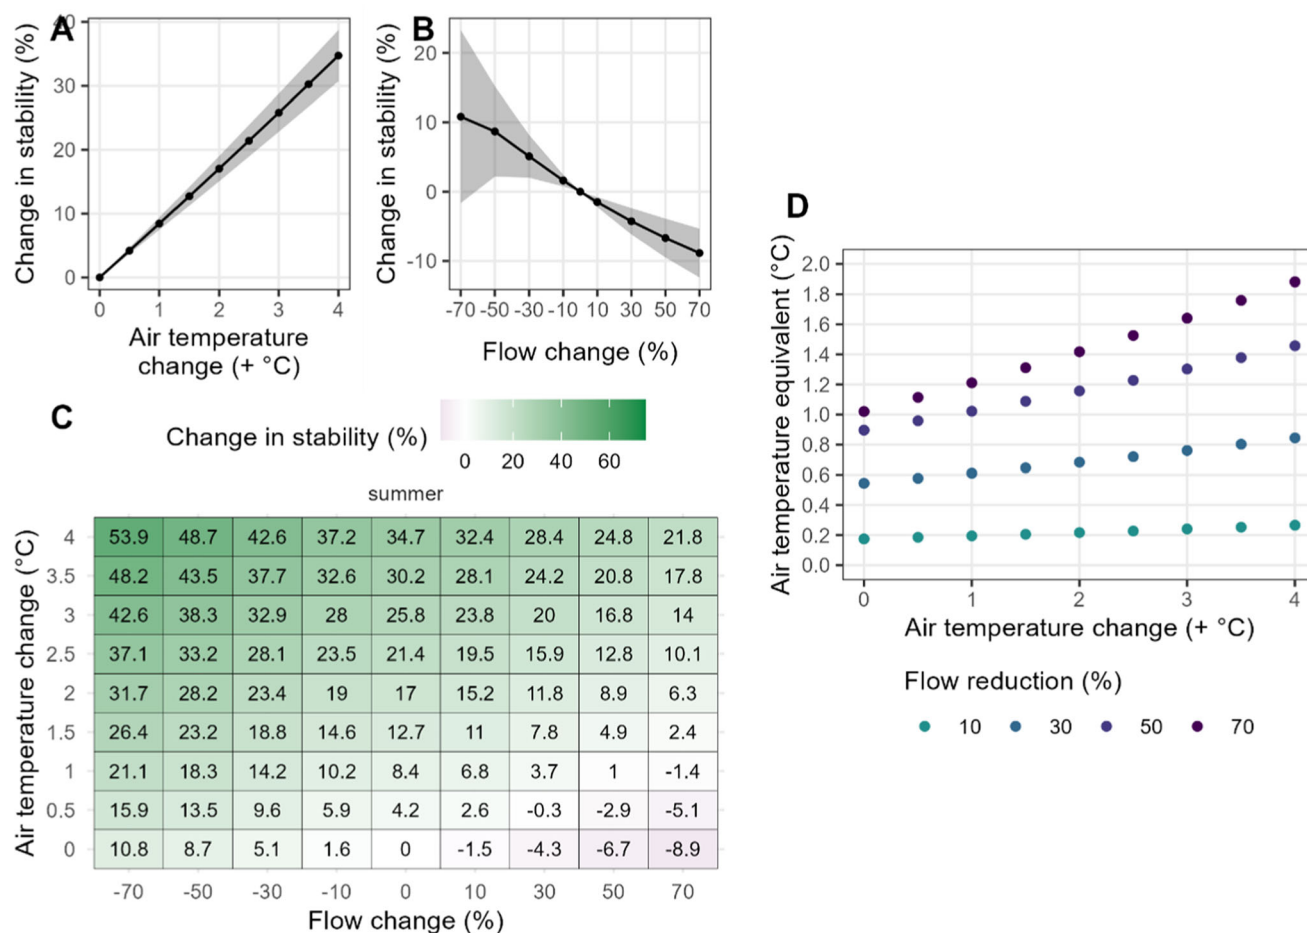 A
Change in stability (%)
40
30
20
10
0
0 1 2 3 4
Air temperature
change (+ °C)
B
Change in stability (%)
20
10
0
-10
-70 -50 -30 -10 10 30 50 70
Flow change (%)
C
Change in stability (%)
0 20 40 60
summer
Air temperature change (°C)
4 53.9 48.7 42.6 37.2 34.7 32.4 28.4 24.8 21.8
3.5 48.2 43.5 37.7 32.6 30.2 28.1 24.2 20.8 17.8
3 42.6 38.3 32.9 28 25.8 23.8 20 16.8 14
2.5 37.1 33.2 28.1 23.5 21.4 19.5 15.9 12.8 10.1
2 31.7 28.2 23.4 19 17 15.2 11.8 8.9 6.3
1.5 26.4 23.2 18.8 14.6 12.7 11 7.8 4.9 2.4
1 21.1 18.3 14.2 10.2 8.4 6.8 3.7 1 -1.4
0.5 15.9 13.5 9.6 5.9 4.2 2.6 -0.3 -2.9 -5.1
0 10.8 8.7 5.1 1.6 0 -1.5 -4.3 -6.7 -8.9
-70 -50 -30 -10 0 10 30 50 70
Flow change (%)
D
Air temperature equivalent (°C)
2.0
1.8
1.6
1.4
1.2
1.0
0.8
0.6
0.4
0.2
0.0
0 1 2 3 4
Air temperature change (+ °C)
Flow reduction (%)
10 30 50 70